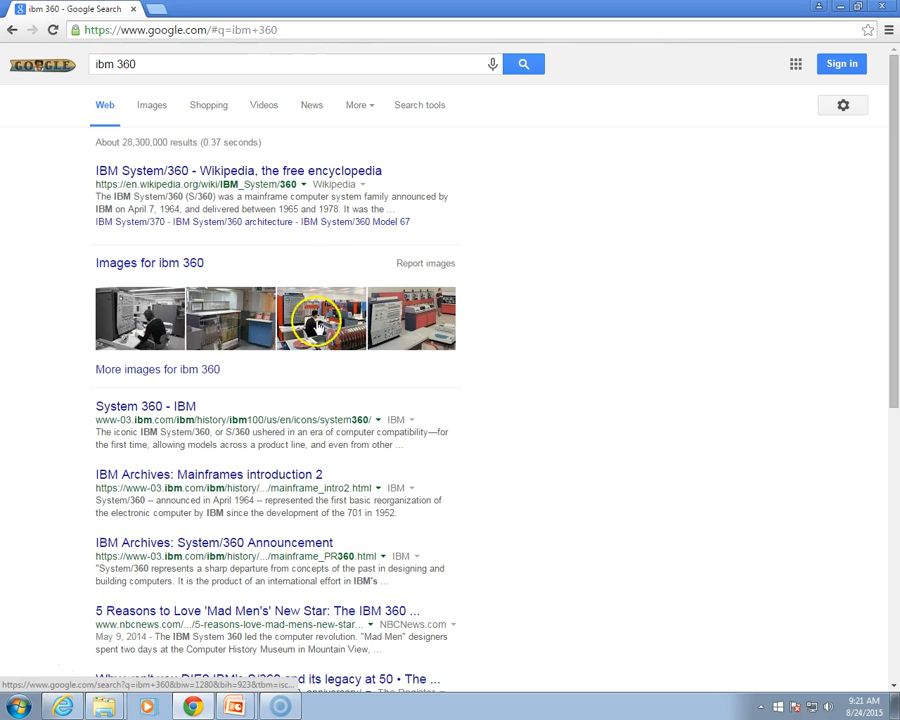 ibm 360 - Google Search
https://www.google.com/#q=ibm+360
GOOGLE
ibm 360
Sign in
Web Images Shopping Videos News More Search tools
About 28,300,000 results (0.37 seconds)
IBM System/360 - Wikipedia, the free encyclopedia
https://en.wikipedia.org/wiki/IBM_System/360 Wikipedia
The IBM System/360 (S/360) was a mainframe computer system family announced by
IBM on April 7, 1964, and delivered between 1965 and 1978. It was the ...
IBM System/370 - IBM System/360 architecture - IBM System/360 Model 67
Images for ibm 360
Report images
More images for ibm 360
System 360 - IBM
www-03.ibm.com/ibm/history/ibm100/us/en/icons/system360/ IBM
The iconic IBM System/360, or S/360 ushered in an era of computer compatibility—for
the first time, allowing models across a product line, and even from other ...
IBM Archives: Mainframes introduction 2
https://www-03.ibm.com/ibm/history/.../mainframe_intro2.html IBM
System/360 -- announced in April 1964 -- represented the first basic reorganization of
the electronic computer by IBM since the development of the 701 in 1952.
IBM Archives: System/360 Announcement
https://www-03.ibm.com/ibm/history/.../mainframe_PR360.html IBM
"System/360 represents a sharp departure from concepts of the past in designing and
building computers. It is the product of an international effort in IBM's ...
5 Reasons to Love 'Mad Men's' New Star: The IBM 360 ...
www.nbcnews.com/.../5-reasons-love-mad-mens-new-star... NBCNews.com
May 9, 2014 - The IBM System 360 led the computer revolution. "Mad Men" designers
spent two days at the Computer History Museum in Mountain View, ...
and its legacy at 50 • The ...
https://www.google.com/search?q=ibm+360&biw=1280&bih=923&tbm=isc...
The Register
9:21 AM
8/24/2015